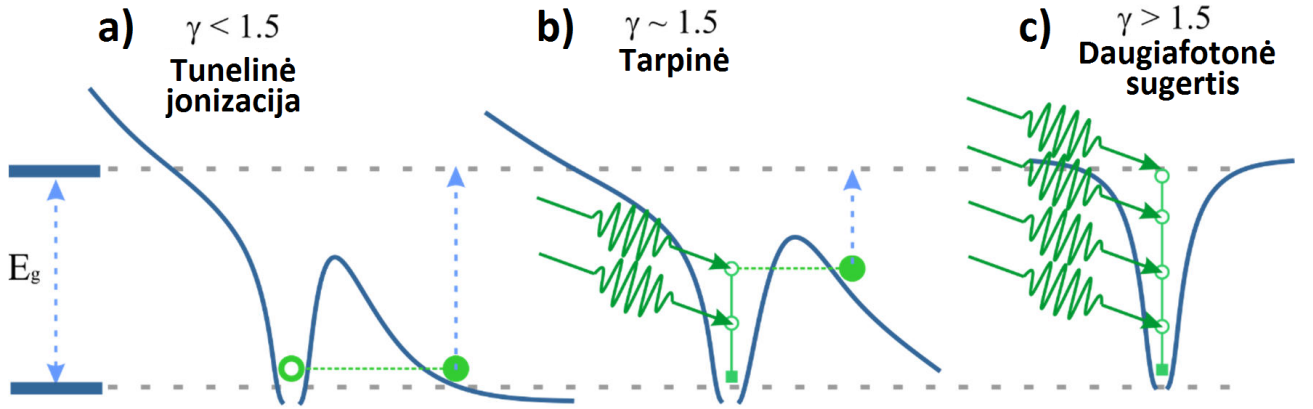 a) γ < 1.5
Tunelinė
jonizacija
b) γ ~ 1.5
Tarpinė
c) γ > 1.5
Daugiafotonė
sugertis
Eg